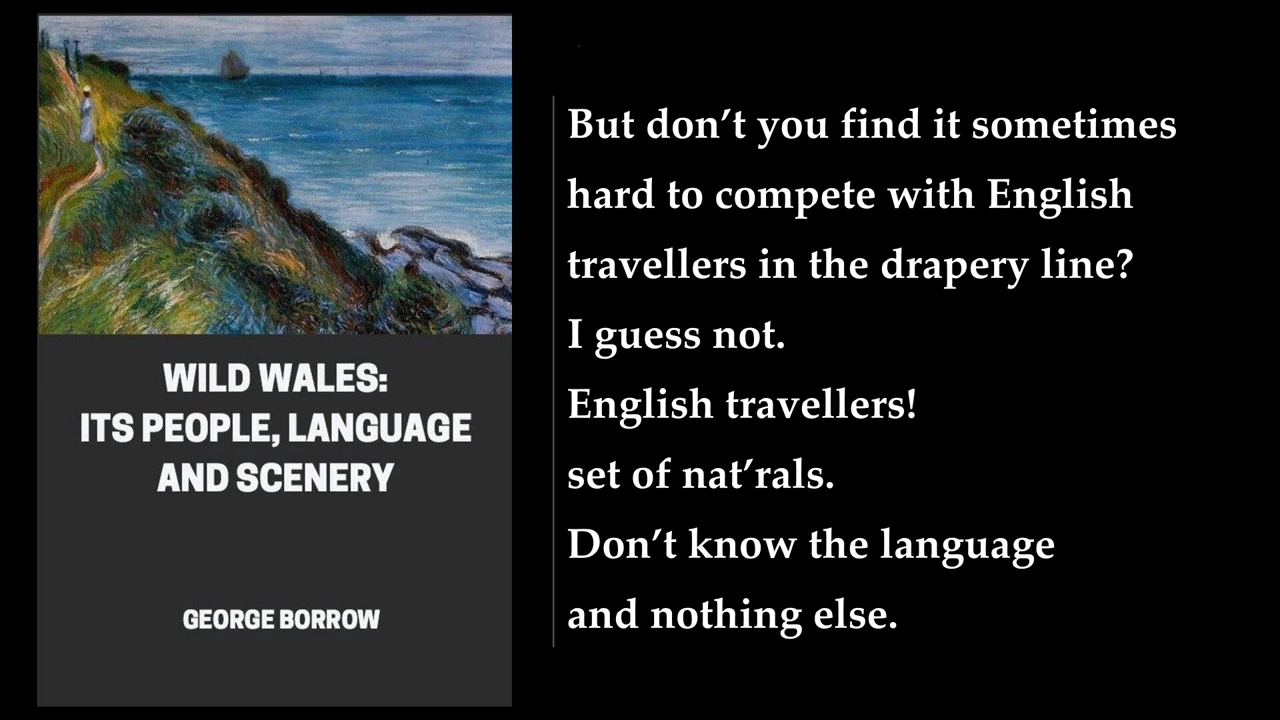 WILD WALES:
ITS PEOPLE, LANGUAGE
AND SCENERY
GEORGE BORROW
But don’t you find it sometimes
hard to compete with English
travellers in the drapery line?
I guess not.
English travellers!
set of nat’rals.
Don’t know the language
and nothing else.